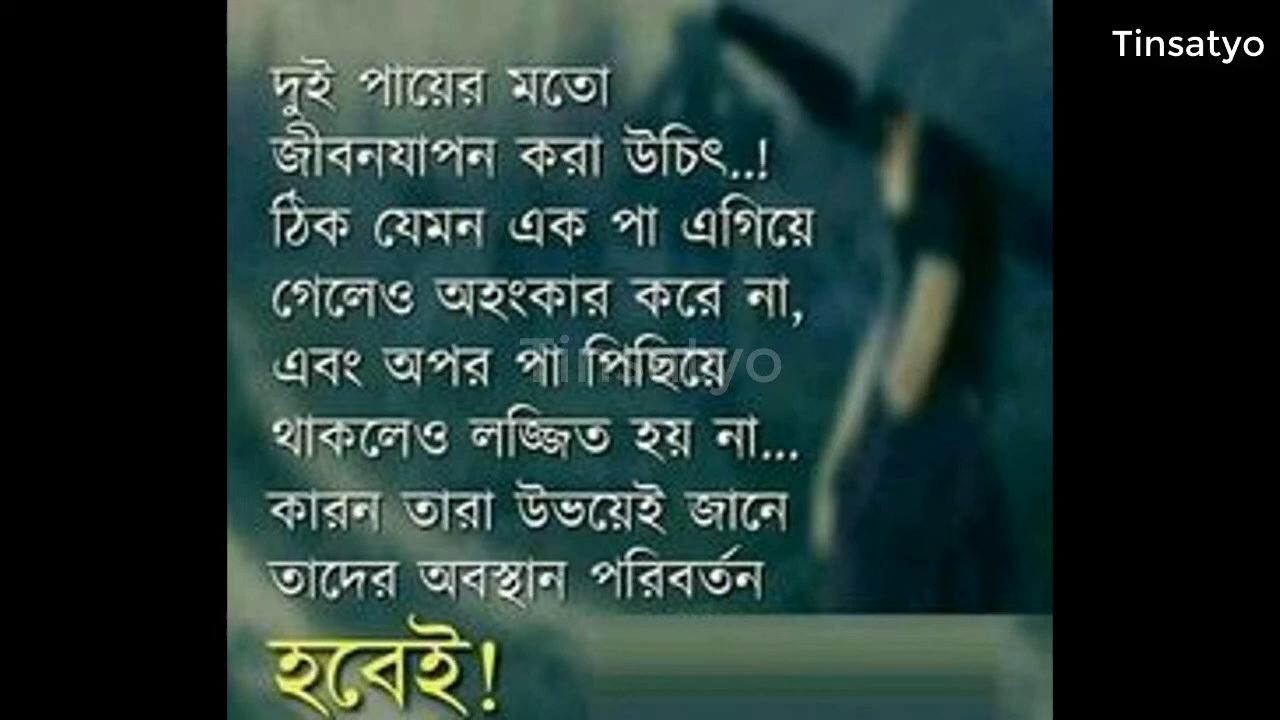 Tinsatyo
দুই পায়ের মতো
জীবনযাপন করা উচিৎ..!
ঠিক যেমন এক পা এগিয়ে
গেলেও অহংকার করে না,
এবং অপর পা পিছিয়ে
Tinsatyo
থাকলেও লজ্জিত হয় না...
কারন তারা উভয়েই জানে
তাদের অবস্থান পরিবর্তন
হবেই!